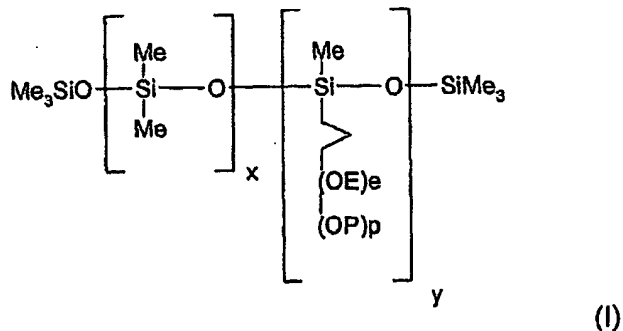 Me Me
Me₃SiO Si O Si O SiMe₃
Me
x
(OE)e
(OP)p
y
(I)